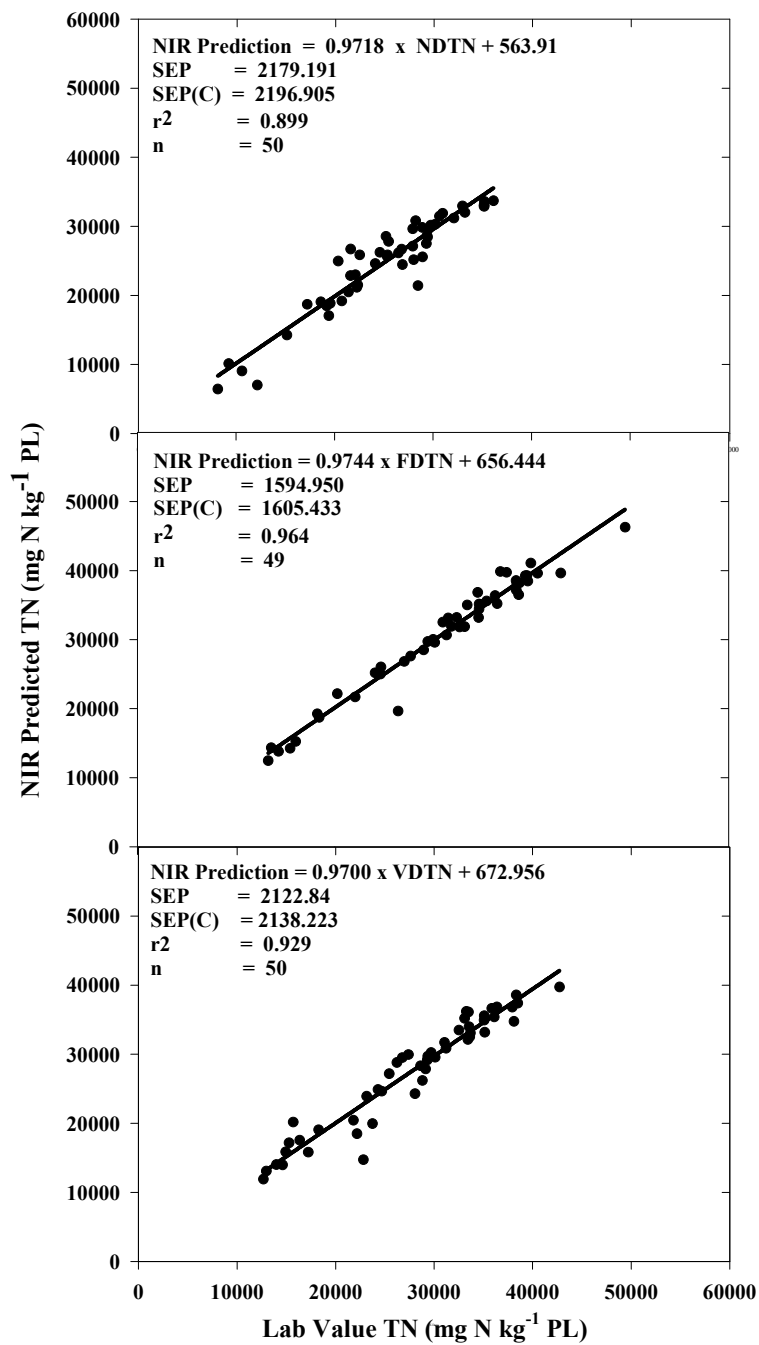 60000
NIR Prediction = 0.9718 x NDTN + 563.91
SEP = 2179.191
50000
SEP(C) = 2196.905
r2 = 0.899
n = 50
40000
30000
20000
10000
0
NIR Prediction = 0.9744 x FDTN + 656.444
SEP = 1594.950
50000
SEP(C) = 1605.433
r2 = 0.964
n = 49
40000
30000
20000
10000
0
NIR Predicted TN (mg N kg-1 PL)
NIR Prediction = 0.9700 x VDTN + 672.956
SEP = 2122.84
50000
SEP(C) = 2138.223
r2 = 0.929
n = 50
40000
30000
20000
10000
0
0 10000 20000 30000 40000 50000 60000
Lab Value TN (mg N kg-1 PL)